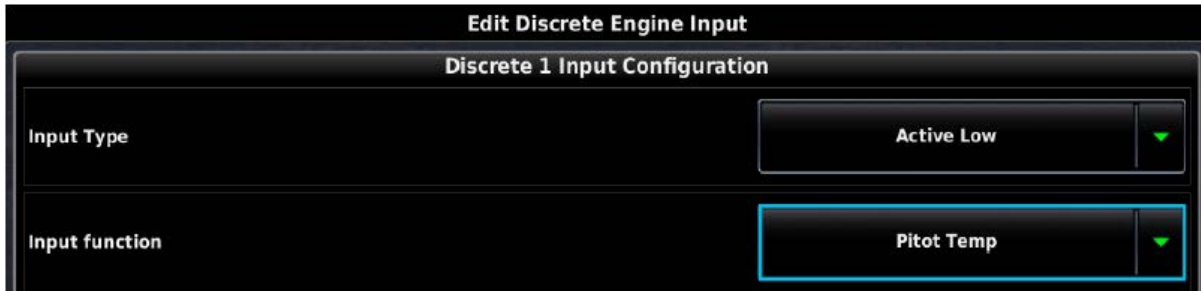 Edit Discrete Engine Input
Discrete 1 Input Configuration
Input Type
Active Low
Input function
Pitot Temp